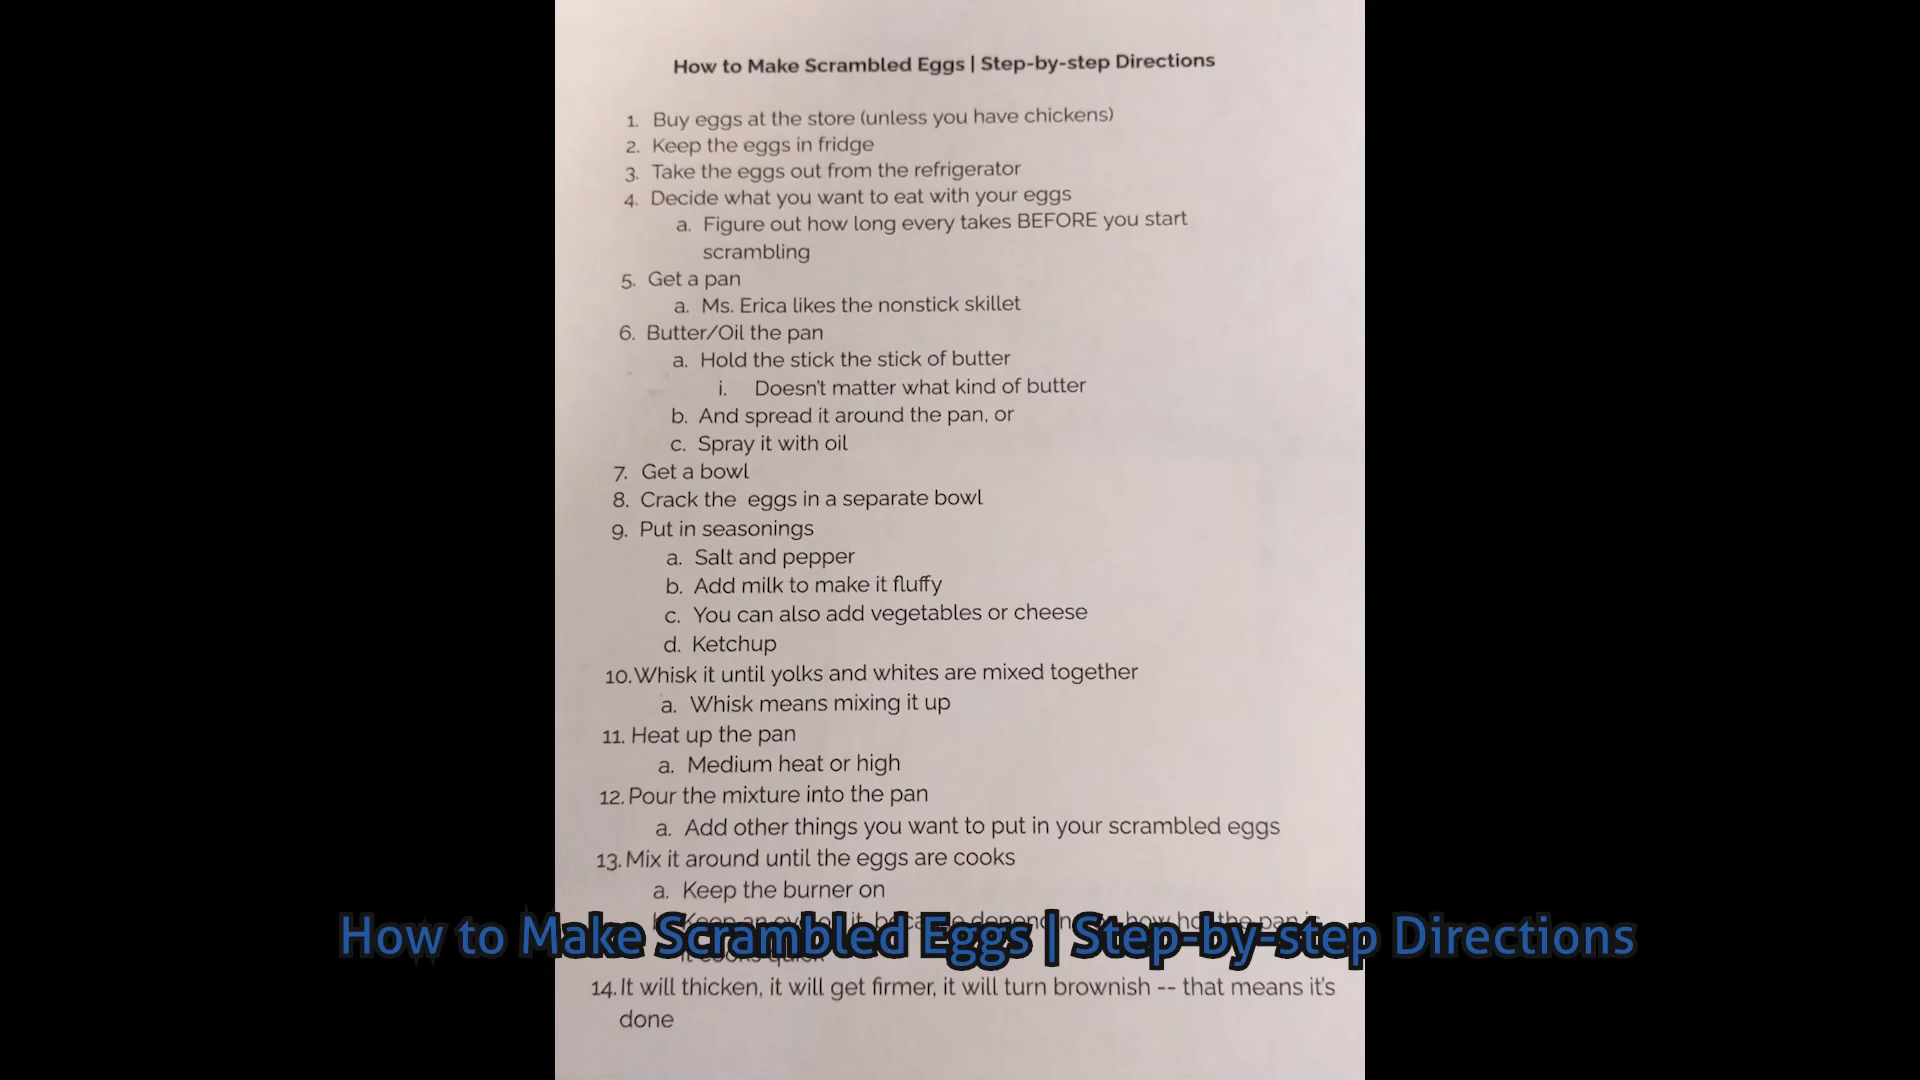 How to Make Scrambled Eggs | Step-by-step Directions
1. Buy eggs at the store (unless you have chickens)
2. Keep the eggs in fridge
3. Take the eggs out from the refrigerator
4. Decide what you want to eat with your eggs
a. Figure out how long every takes BEFORE you start
scrambling
5. Get a pan
a. Ms. Erica likes the nonstick skillet
6. Butter/Oil the pan
a. Hold the stick the stick of butter
i. Doesn't matter what kind of butter
b. And spread it around the pan, or
c. Spray it with oil
7. Get a bowl
8. Crack the eggs in a separate bowl
9. Put in seasonings
a. Salt and pepper
b. Add milk to make it fluffy
c. You can also add vegetables or cheese
d. Ketchup
10. Whisk it until yolks and whites are mixed together
a. Whisk means mixing it up
11. Heat up the pan
a. Medium heat or high
12. Pour the mixture into the pan
a. Add other things you want to put in your scrambled eggs
13. Mix it around until the eggs are cooks
a. Keep the burner on
Keep an it, how hot the pan
How to Make Scrambled Eggs | Step-by-step Directions
it cooks quick
14. It will thicken, it will get firmer, it will turn brownish -- that means it's
done